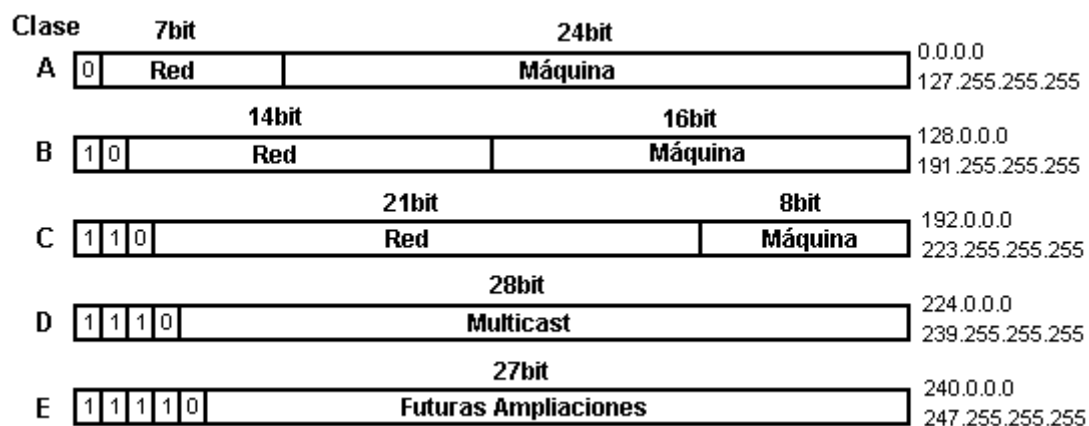 Clase 7bit 24bit
A 0 Red Máquina 0.0.0.0
127.255.255.255
14bit 16bit
B 1 0 Red Máquina 128.0.0.0
191.255.255.255
21bit 8bit
C 1 1 0 Red Máquina 192.0.0.0
223.255.255.255
28bit
D 1 1 1 0 Multicast 224.0.0.0
239.255.255.255
27bit
E 1 1 1 1 0 Futuras Ampliaciones 240.0.0.0
247.255.255.255